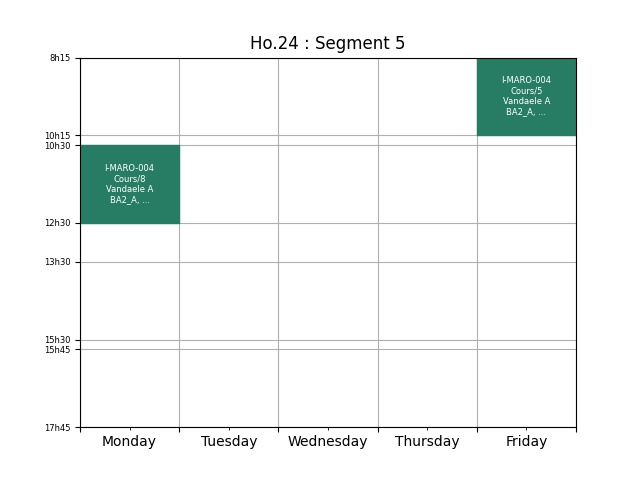 Ho.24 : Segment 5
8h15
I-MARO-004
Cours/5
Vandaele A
BA2_A, ...
10h15
10h30
I-MARO-004
Cours/8
Vandaele A
BA2_A, ...
12h30
13h30
15h30
15h45
17h45
Monday Tuesday Wednesday Thursday Friday